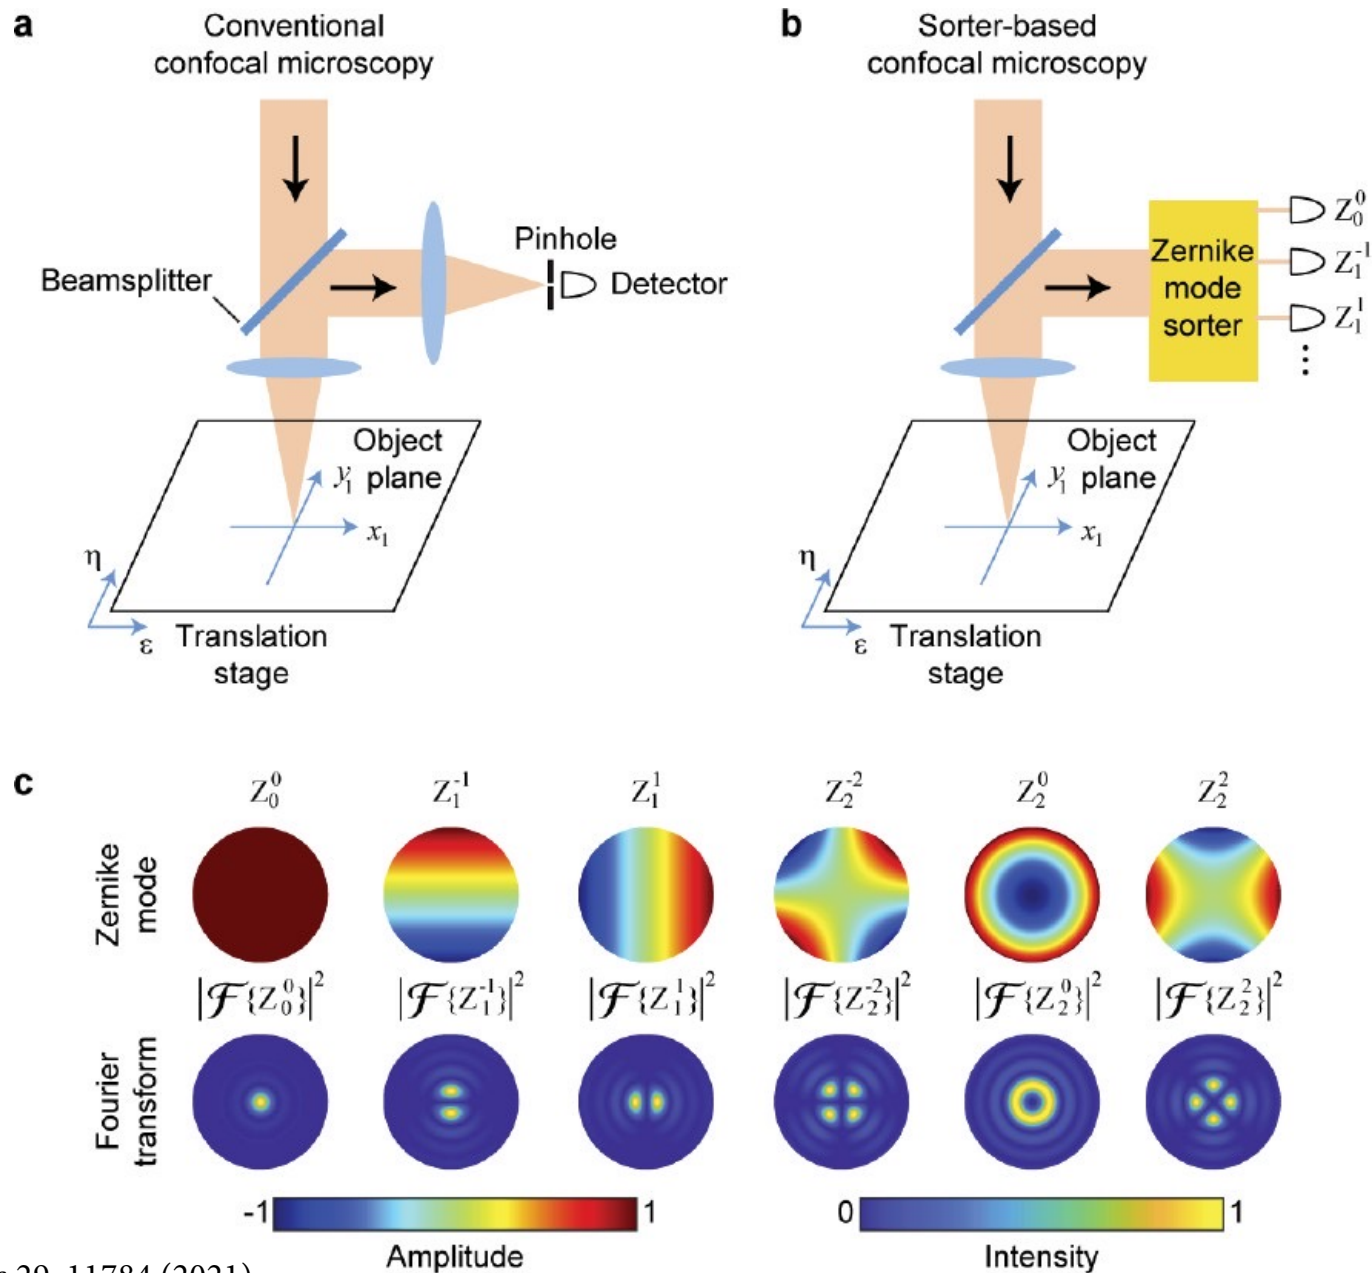 a
Conventional
confocal microscopy
Beamsplitter
Pinhole
Detector
Object
plane
y₁
x₁
η
ε
Translation
stage
b
Sorter-based
confocal microscopy
Zernike
mode
sorter
Z₀⁰
Z₁⁻¹
Z₁¹
⋮
Object
plane
y₁
x₁
η
ε
Translation
stage
c
Zernike
mode
Z₀⁰ Z₁⁻¹ Z₁¹ Z₂⁻² Z₂⁰ Z₂²
|𝓕{Z₀⁰}|² |𝓕{Z₁⁻¹}|² |𝓕{Z₁¹}|² |𝓕{Z₂⁻²}|² |𝓕{Z₂⁰}|² |𝓕{Z₂²}|²
Fourier
transform
-1 1
Amplitude
0 1
Intensity
29, 11784 (2021)